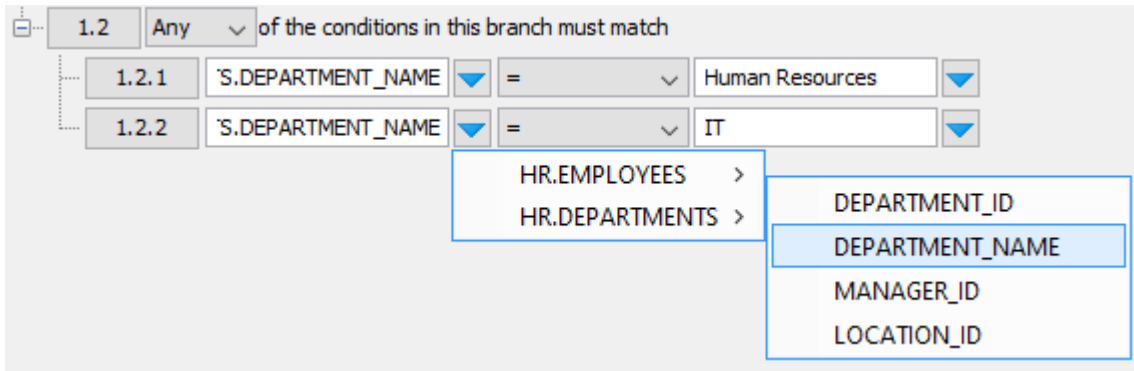 1.2 Any of the conditions in this branch must match
1.2.1 S.DEPARTMENT_NAME = Human Resources
1.2.2 S.DEPARTMENT_NAME = IT
HR.EMPLOYEES >
HR.DEPARTMENTS >
DEPARTMENT_ID
DEPARTMENT_NAME
MANAGER_ID
LOCATION_ID